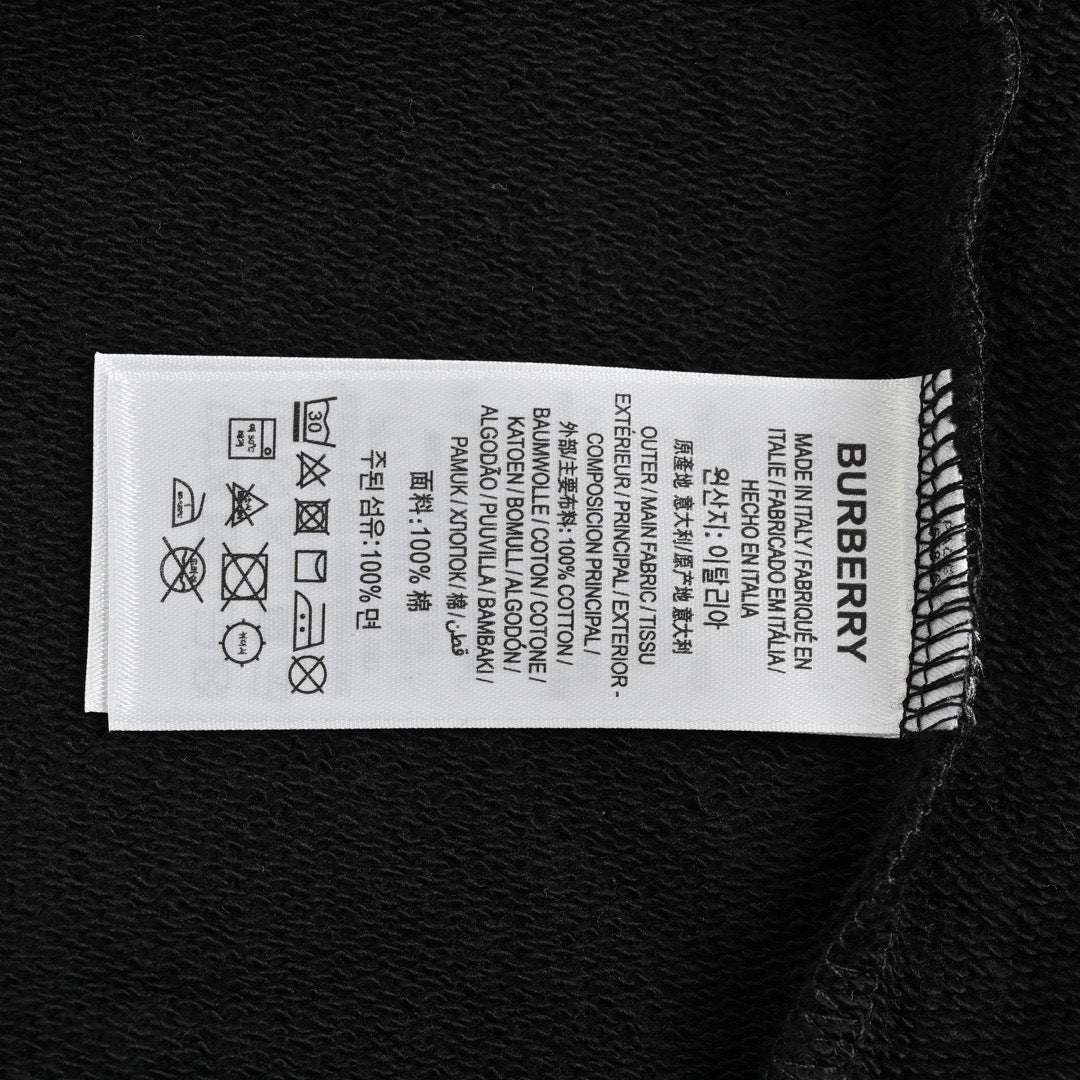 BURBERRY
MADE IN ITALY / FABRIQUÉ EN
ITALIE / FABRICADO EM ITÁLIA /
HECHO EN ITALIA
원산지: 이탈리아
原產地 意大利/原产地 意大利
OUTER / MAIN FABRIC / TISSU
EXTÉRIEUR / PRINCIPAL / EXTERIOR -
COMPOSICION PRINCIPAL /
外部/主要布料: 100% COTTON /
BAUMWOLLE / COTON / COTONE /
KATOEN / BOMULL / ALGODÓN /
ALGODÃO / PUUVILLA / BAMBAKI /
PAMUK / ХЛОПОК / 棉 / قطن
面料:100% 棉
주된 섬유:100% 면
30